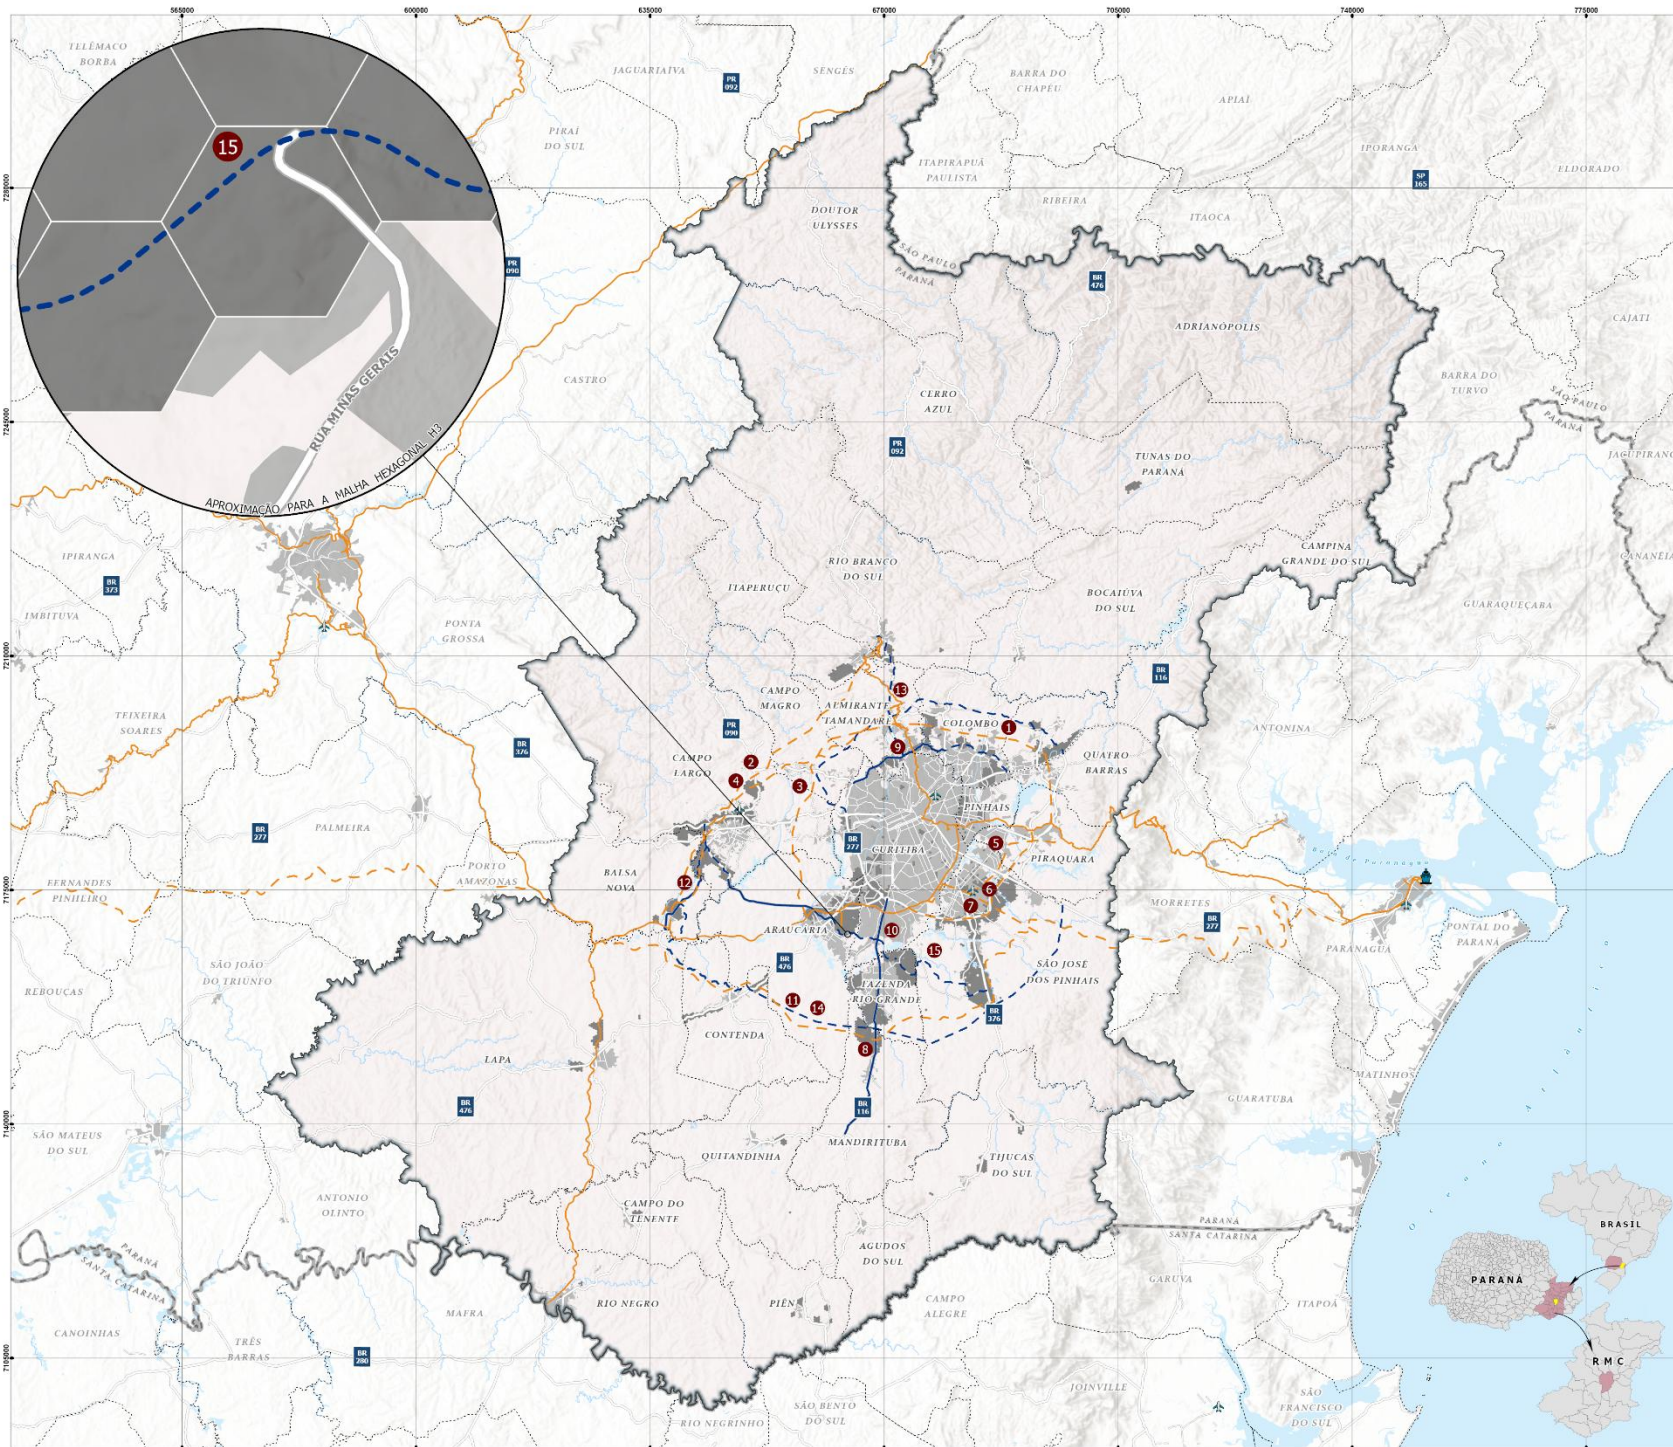 565000
600000
635000
670000
705000
740000
775000
7280000
7245000
7210000
7175000
7140000
7105000
TELÊMACO
BORBA
JAGUARIAÍVA
SENGÉS
PR
092
BARRA DO
CHAPÉU
APIAÍ
PIRAÍ
DO SUL
ITAPIRAPUÃ
PAULISTA
IPORANGA
SP
165
ELDORADO
RIBEIRA
ITAOCA
15
DOUTOR
ULYSSES
SÃO PAULO
PARANÁ
PR
090
BR
476
ADRIANÓPOLIS
CAJATI
RUA MINAS GERAIS
APROXIMAÇÃO PARA A MALHA HEXAGONAL H3
CASTRO
CERRO
AZUL
BARRA DO
TURVO
SÃO PAULO
PARANÁ
PR
092
TUNAS DO
PARANÁ
IPIRANGA
BR
373
IMBITUVA
PONTA
GROSSA
RIO BRANCO
DO SUL
ITAPERUÇU
BOCAIÚVA
DO SUL
CAMPINA
GRANDE DO SUL
GUARAQUEÇABA
BR
116
TEIXEIRA
SOARES
CAMPO
MAGRO
13
ALMIRANTE
TAMANDARÉ
COLOMBO
1
ANTONINA
PR
090
BR
376
9
QUATRO
BARRAS
CAMPO
LARGO
2
4
3
PINHAIS
BR
277
PALMEIRA
BR
277
CURITIBA
5
PIRAQUARA
PORTO
AMAZONAS
BALSA
NOVA
12
6
7
FERNANDES
PINHEIRO
MORRETES
BR
277
PARANAGUÁ
PONTAL DO
PARANÁ
ARAUCÁRIA
10
15
BR
476
SÃO JOSÉ
DOS PINHAIS
SÃO JOÃO
DO TRIUNFO
REBOUÇAS
FAZENDA
RIO GRANDE
11
14
BR
376
CONTENDA
8
LAPA
BR
476
BR
116
MATINHOS
GUARATUBA
SÃO MATEUS
DO SUL
MANDIRITUBA
QUITANDINHA
TIJUCAS
DO SUL
ANTONIO
OLINTO
CAMPO DO
TENENTE
PARANÁ
SANTA CATARINA
PARANÁ
SANTA CATARINA
AGUDOS
DO SUL
BRASIL
PARANÁ
GARUVA
ITAPOÁ
RIO NEGRO
PIÊN
CAMPO
ALEGRE
MAFRA
CANOINHAS
TRÊS
BARRAS
BR
280
RMC
JOINVILLE
SÃO
FRANCISCO
DO SUL
RIO NEGRINHO
SÃO BENTO
DO SUL